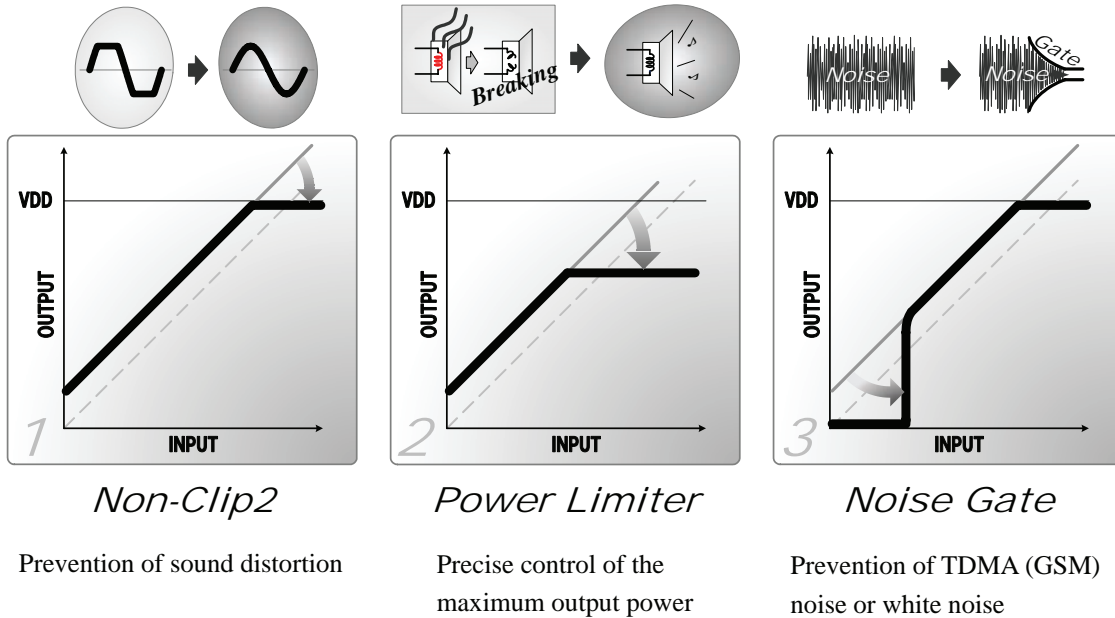 Breaking
Noise
Noise
Gate
VDD
OUTPUT
INPUT
1
VDD
OUTPUT
INPUT
2
VDD
OUTPUT
INPUT
3
Non-Clip2
Power Limiter
Noise Gate
Prevention of sound distortion
Precise control of the
maximum output power
Prevention of TDMA (GSM)
noise or white noise